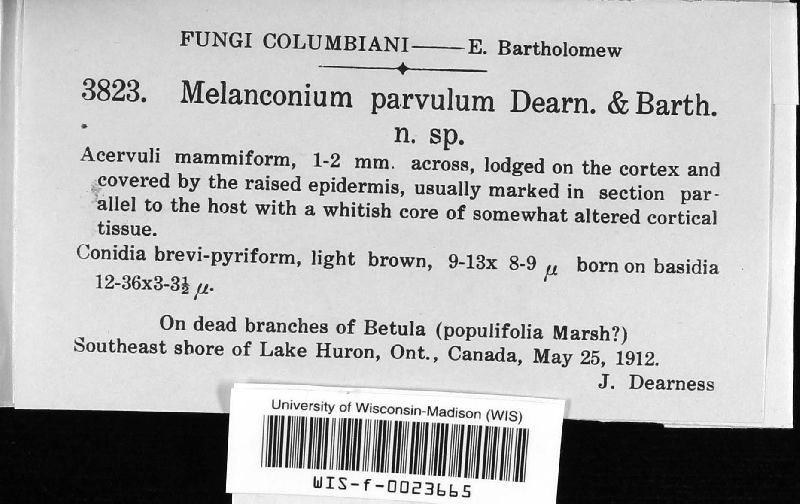 FUNGI COLUMBIANI—E. Bartholomew
3823. Melanconium parvulum Dearn. & Barth.
n. sp.
Acervuli mammiform, 1-2 mm. across, lodged on the cortex and
covered by the raised epidermis, usually marked in section par-
allel to the host with a whitish core of somewhat altered cortical
tissue.
Conidia brevi-pyriform, light brown, 9-13x 8-9 µ born on basidia
12-36x3-3½ µ.
On dead branches of Betula (populifolia Marsh?)
Southeast shore of Lake Huron, Ont., Canada, May 25, 1912.
J. Dearness
University of Wisconsin-Madison (WIS)
WIS-f-0023665